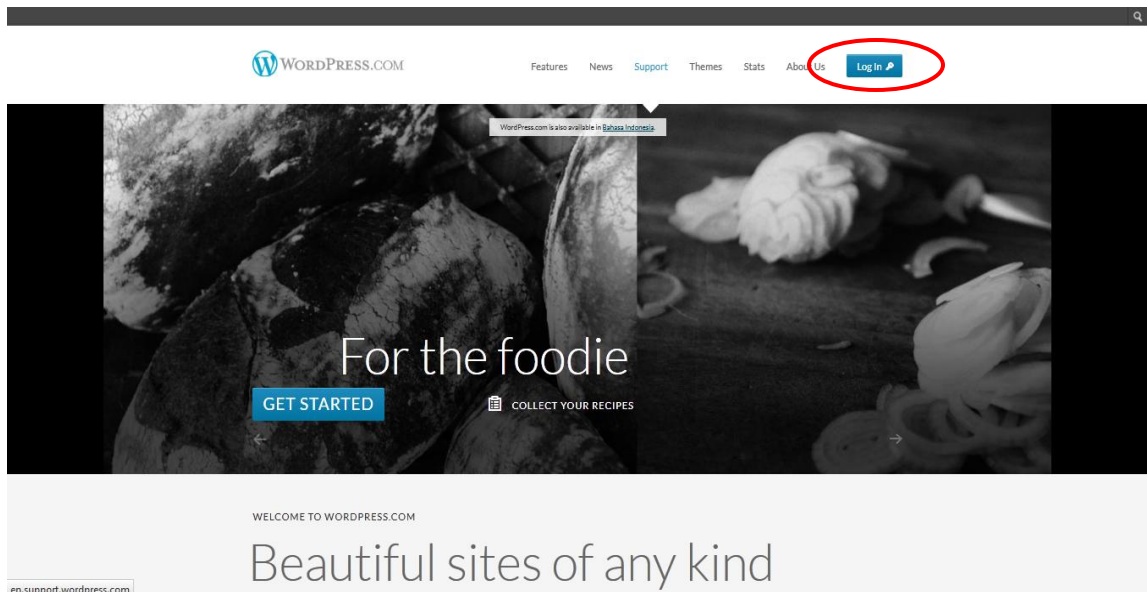 WORDPRESS.COM
Features News Support Themes Stats About Us Log In
WordPress.com is also available in Bahasa Indonesia.
For the foodie
GET STARTED
COLLECT YOUR RECIPES
WELCOME TO WORDPRESS.COM
Beautiful sites of any kind
en.support.wordpress.com